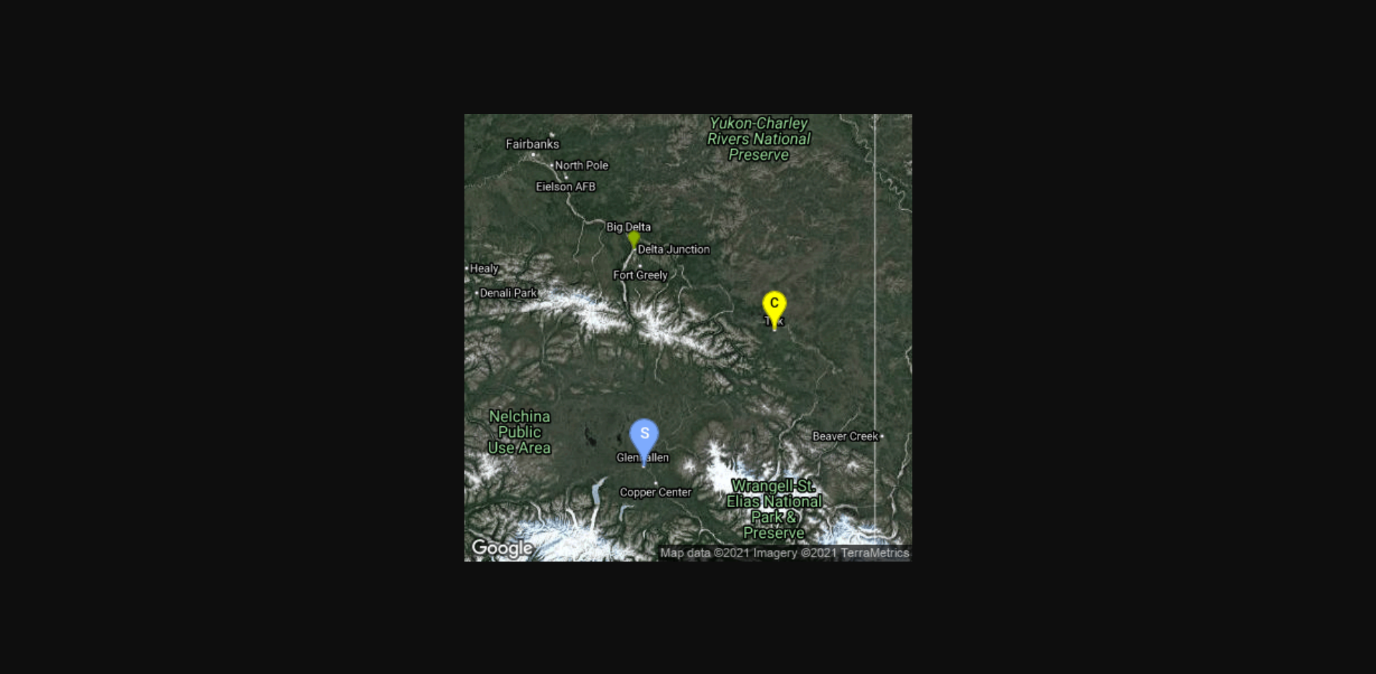 Yukon-Charley
Rivers National
Preserve
Fairbanks
North Pole
Eielson AFB
Big Delta
Delta Junction
Healy
Fort Greely
Denali Park
C
Nelchina
Public
Use Area
S
Beaver Creek
Copper Center
Wrangell-St.
Elias National
Park &
Preserve
Google
Map data ©2021 Imagery ©2021 TerraMetrics